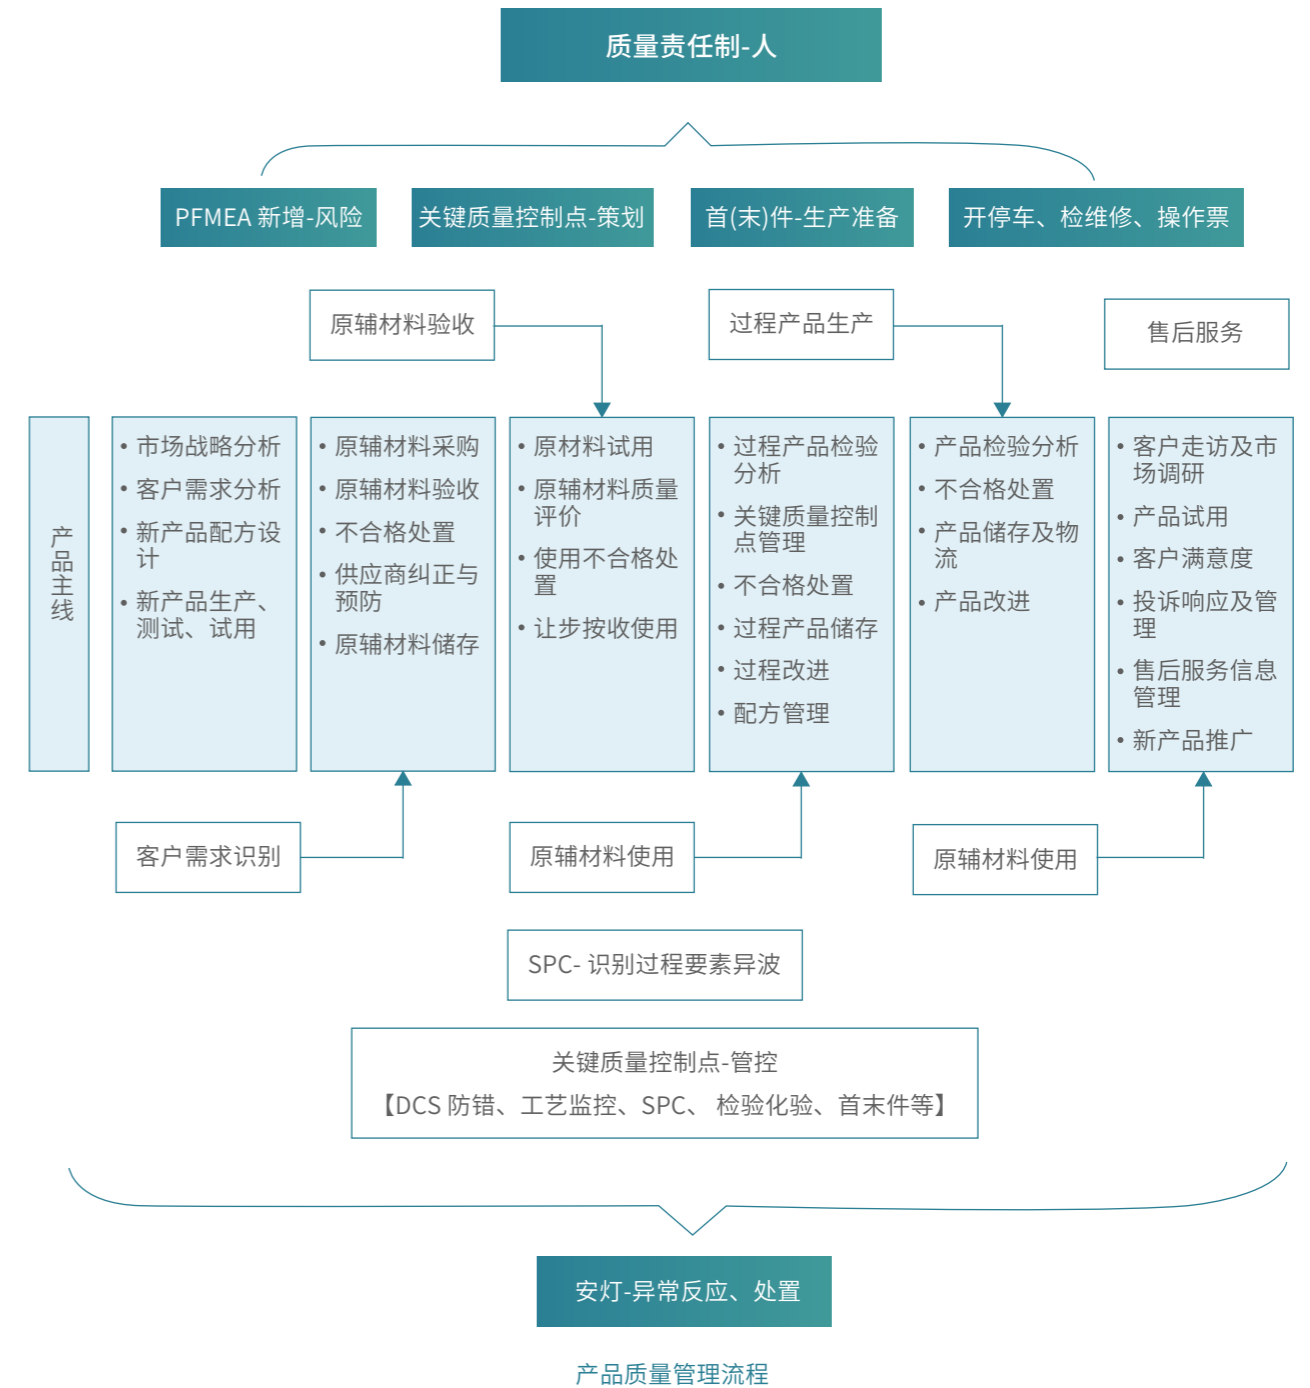 质量责任制-人
PFMEA 新增-风险
关键质量控制点-策划
首(末)件-生产准备
开停车、检维修、操作票
原辅材料验收
过程产品生产
售后服务
产品主线
• 市场战略分析
• 客户需求分析
• 新产品配方设
计
• 新产品生产、
测试、试用
• 原辅材料采购
• 原辅材料验收
• 不合格处置
• 供应商纠正与
预防
• 原辅材料储存
• 原材料试用
• 原辅材料质量
评价
• 使用不合格处
置
• 让步按收使用
• 过程产品检验
分析
• 关键质量控制
点管理
• 不合格处置
• 过程产品储存
• 过程改进
• 配方管理
• 产品检验分析
• 不合格处置
• 产品储存及物
流
• 产品改进
• 客户走访及市
场调研
• 产品试用
• 客户满意度
• 投诉响应及管
理
• 售后服务信息
管理
• 新产品推广
客户需求识别
原辅材料使用
原辅材料使用
SPC- 识别过程要素异波
关键质量控制点-管控
【DCS 防错、工艺监控、SPC、 检验化验、首末件等】
安灯-异常反应、处置
产品质量管理流程